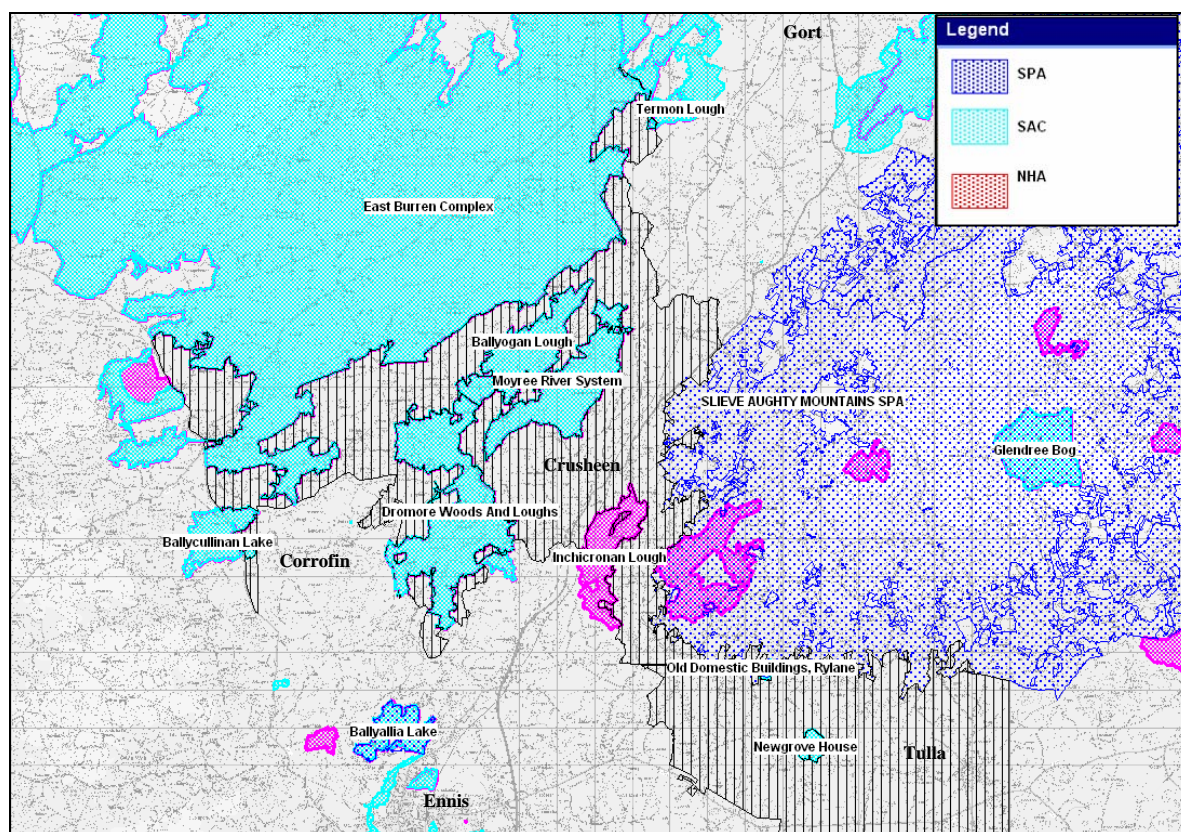 Gort
Legend
SPA
SAC
NHA
Termon Lough
East Burren Complex
Ballyogan Lough
Moyree River System
SLIEVE AUGHTY MOUNTAINS SPA
Glendree Bog
Crusheen
Dromore Woods And Loughs
Ballycullinan Lake
Corrofin
Inchicronan Lough
Old Domestic Buildings, Rylane
Ballyallia Lake
Newgrove House
Tulla
Ennis